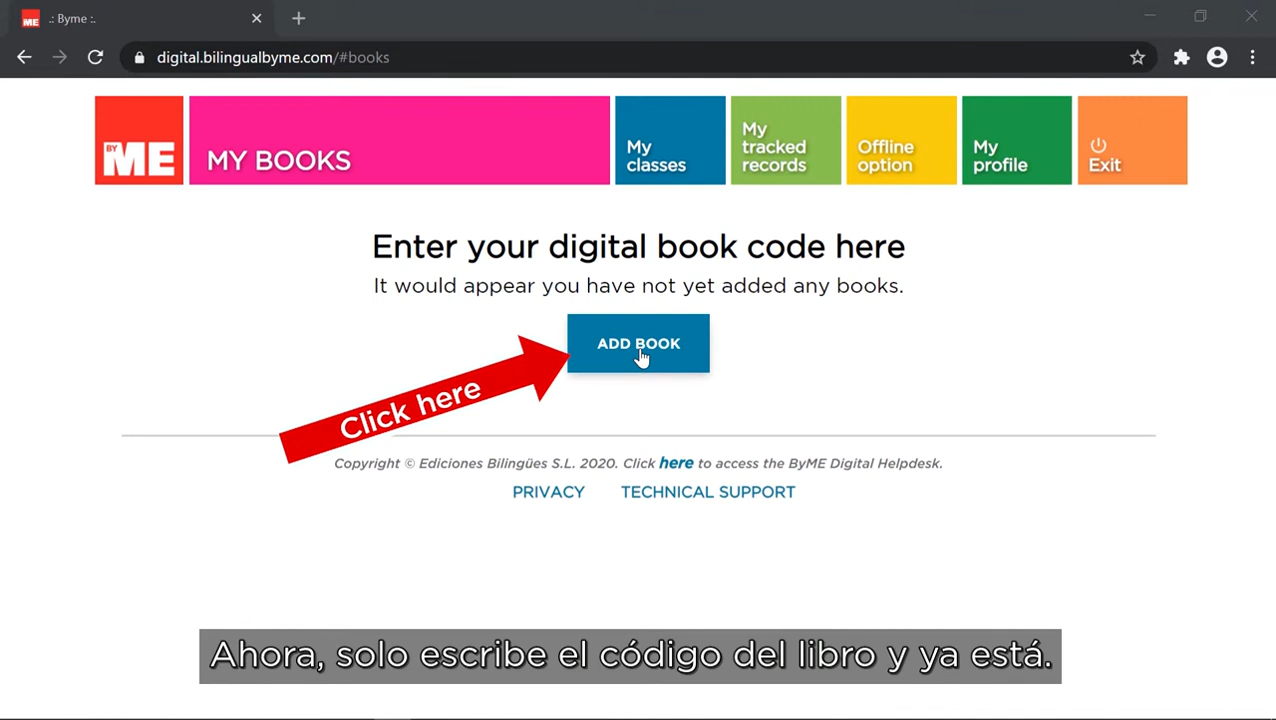 .: Byme :.
digital.bilingualbyme.com/#books
BY
ME
MY BOOKS
My
classes
My
tracked
records
Offline
option
My
profile
Exit
Enter your digital book code here
It would appear you have not yet added any books.
ADD BOOK
Click here
Copyright © Ediciones Bilingües S.L. 2020. Click here to access the ByME Digital Helpdesk.
PRIVACY TECHNICAL SUPPORT
Ahora, solo escribe el código del libro y ya está.